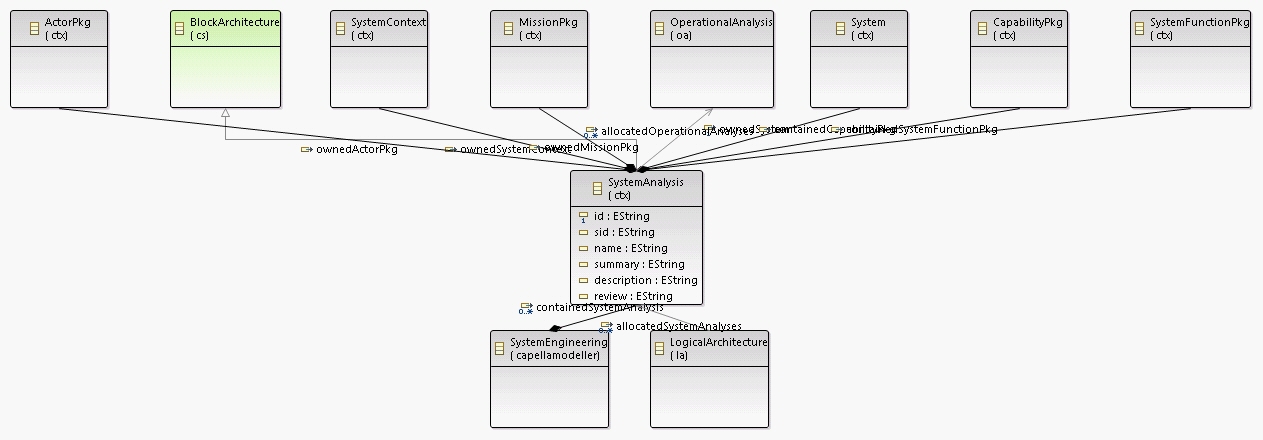 ActorPkg
( ctx)
BlockArchitecture
( cs)
SystemContext
( ctx)
MissionPkg
( ctx)
OperationalAnalysis
( oa)
System
( ctx)
CapabilityPkg
( ctx)
SystemFunctionPkg
( ctx)
0..*
allocatedOperationalAnalyses
ownedSystem
ownedActorPkg
ownedSystemContext
ownedMissionPkg
SystemAnalysis
( ctx)
id : EString
sid : EString
name : EString
summary : EString
description : EString
review : EString
0..*
containedSystemAnalysis
0..*
allocatedSystemAnalyses
SystemEngineering
( capellamodeller)
LogicalArchitecture
( la)